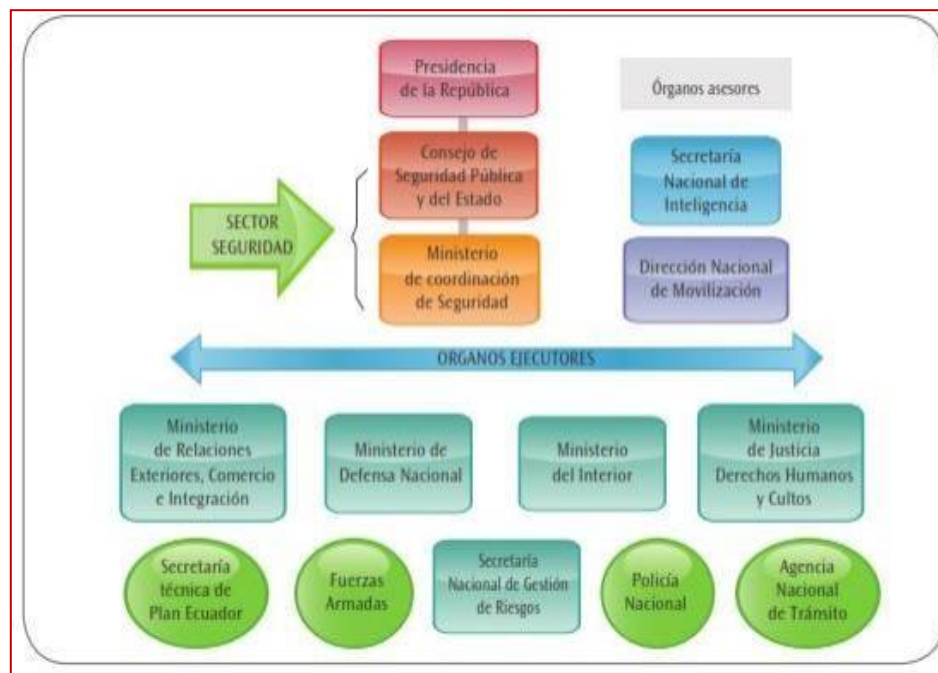 Presidencia
de la República
Órganos asesores
Consejo de
Seguridad Pública
y del Estado
Secretaría
Nacional de
Inteligencia
SECTOR
SEGURIDAD
Ministerio
de coordinación
de Seguridad
Dirección Nacional
de Movilización
ORGANOS EJECUTORES
Ministerio
de Relaciones
Exteriores, Comercio
e Integración
Ministerio de
Defensa Nacional
Ministerio
del Interior
Ministerio
de Justicia
Derechos Humanos
y Cultos
Secretaría
técnica de
Plan Ecuador
Fuerzas
Armadas
Secretaría
Nacional de Gestión
de Riesgos
Policía
Nacional
Agencia
Nacional
de Tránsito